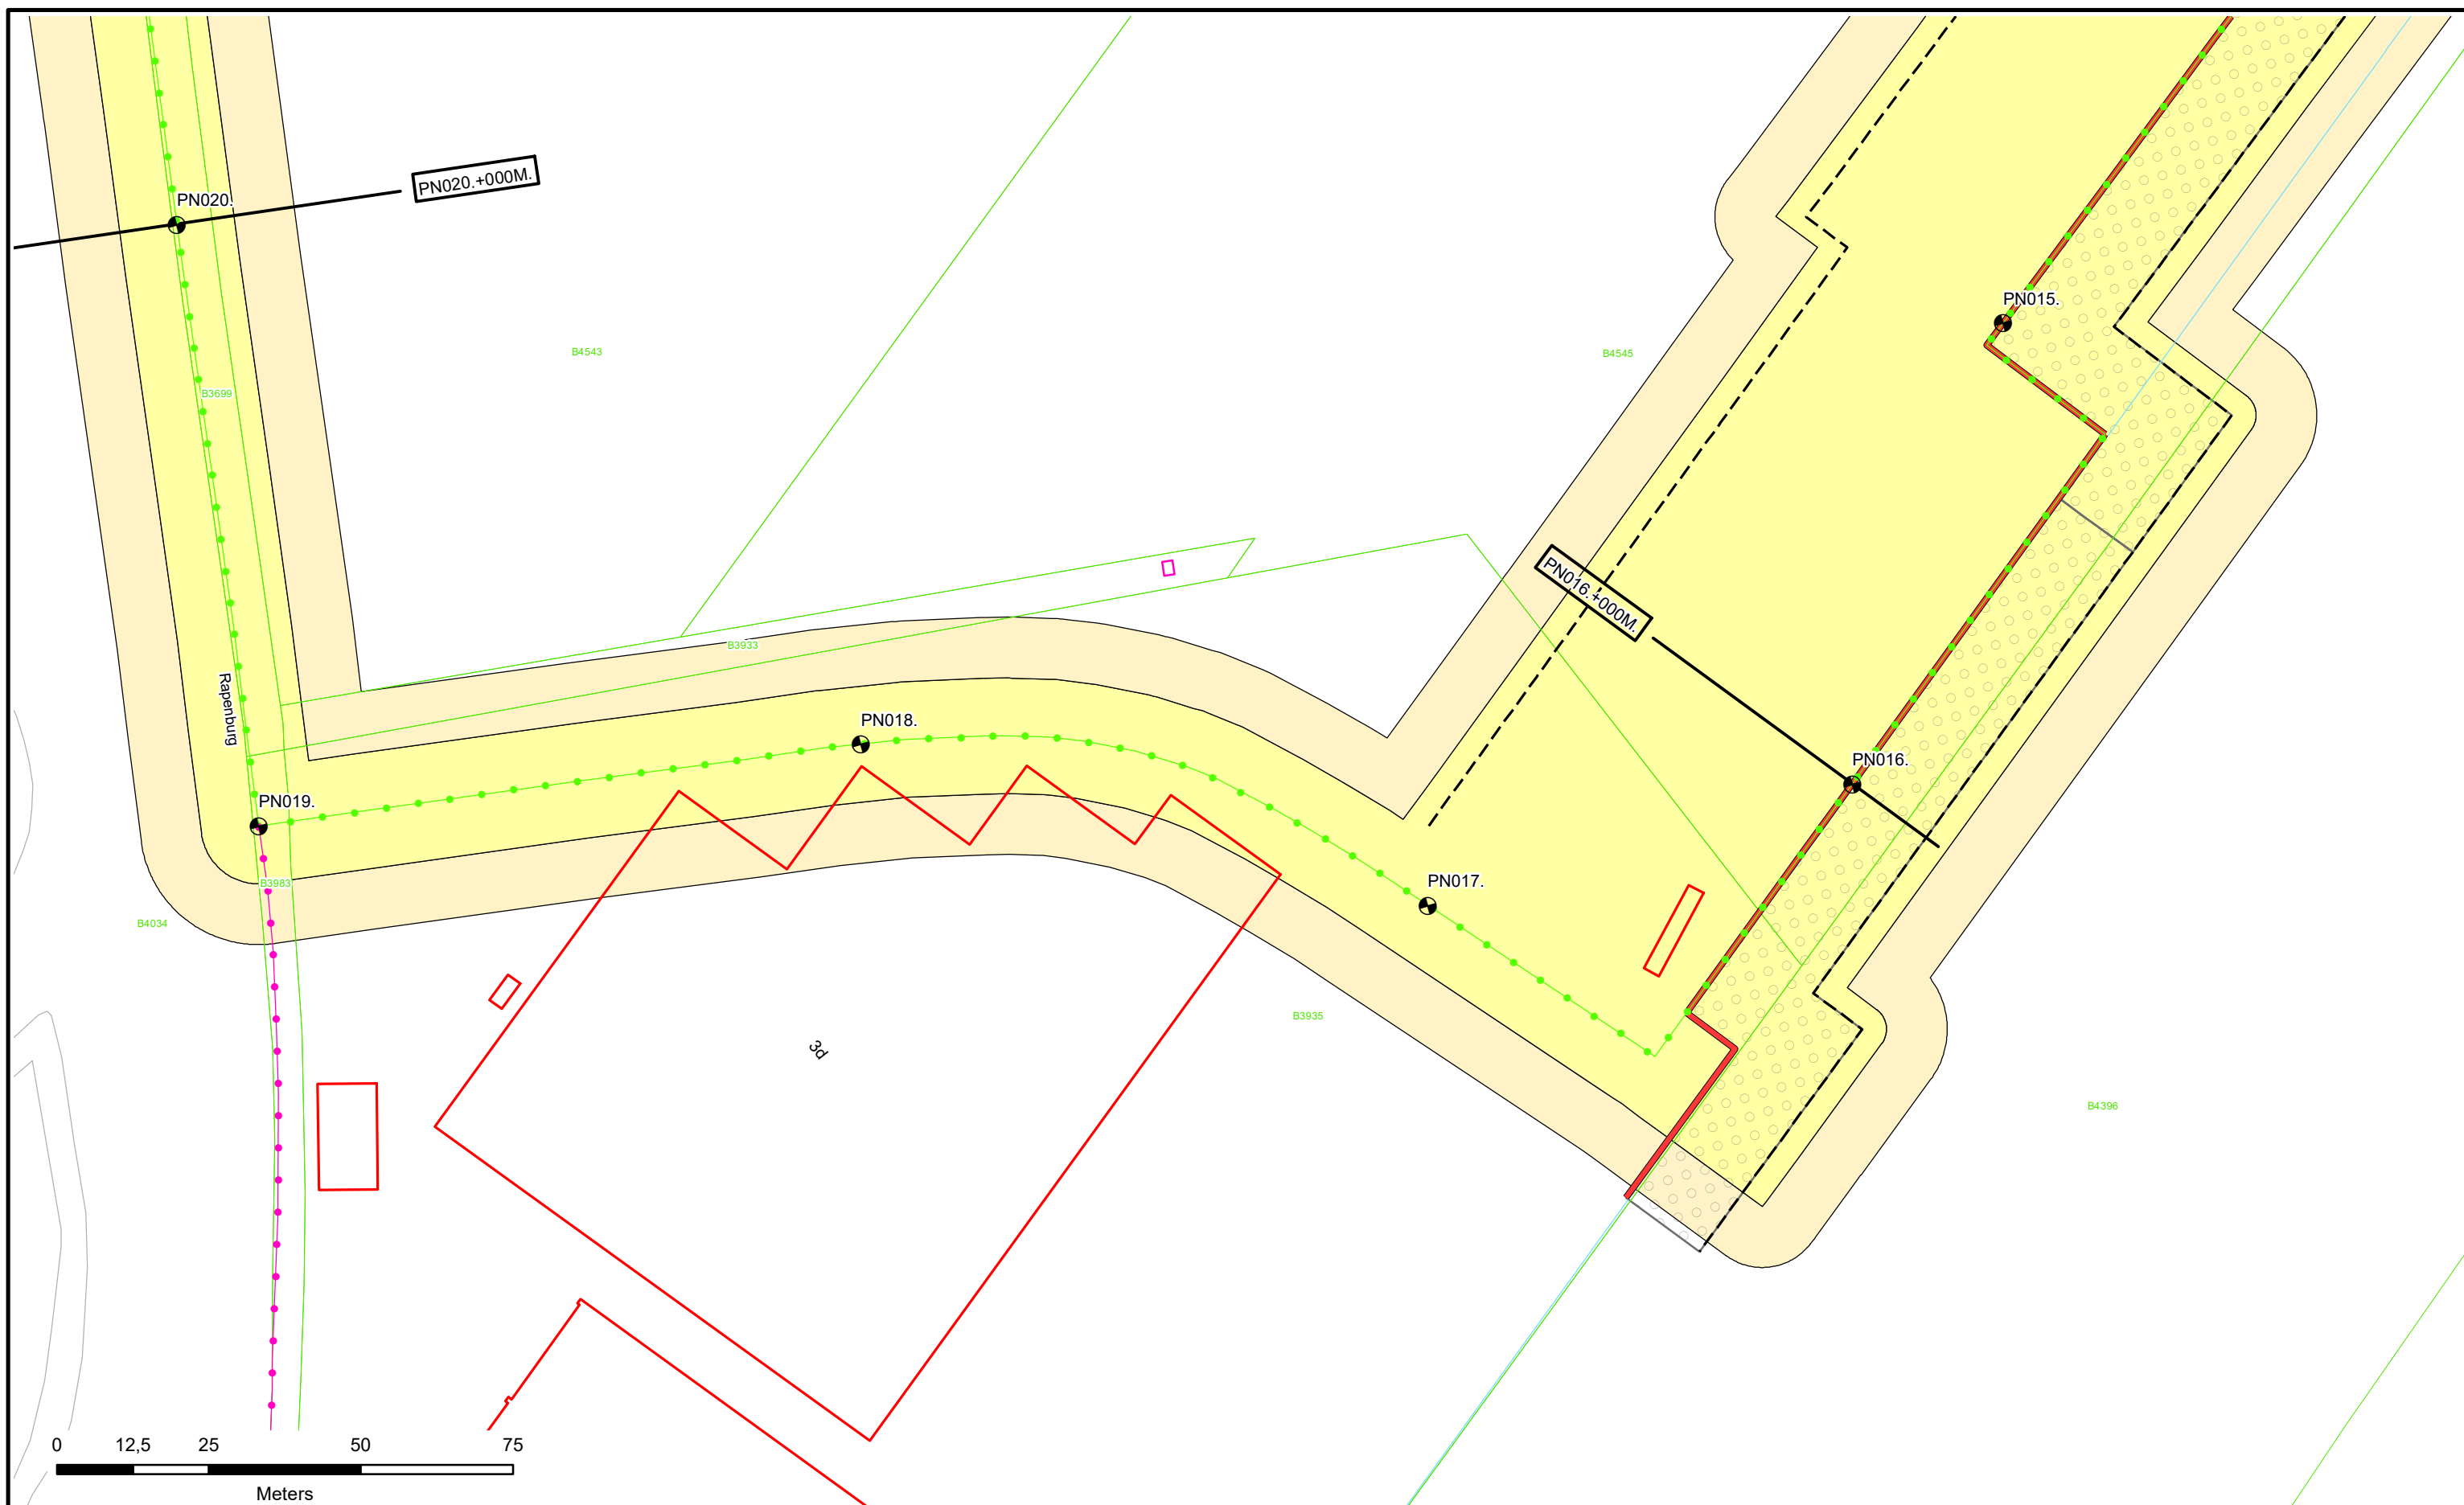 PN020.+000M.
PN020.
PN015.
B4543
B4545
B3699
PN016.+000M.
B3933
Rapenburg
PN018.
PN016.
PN019.
B3983
PN017.
B4034
B3935
3d
B4396
0 12,5 25 50 75
Meters